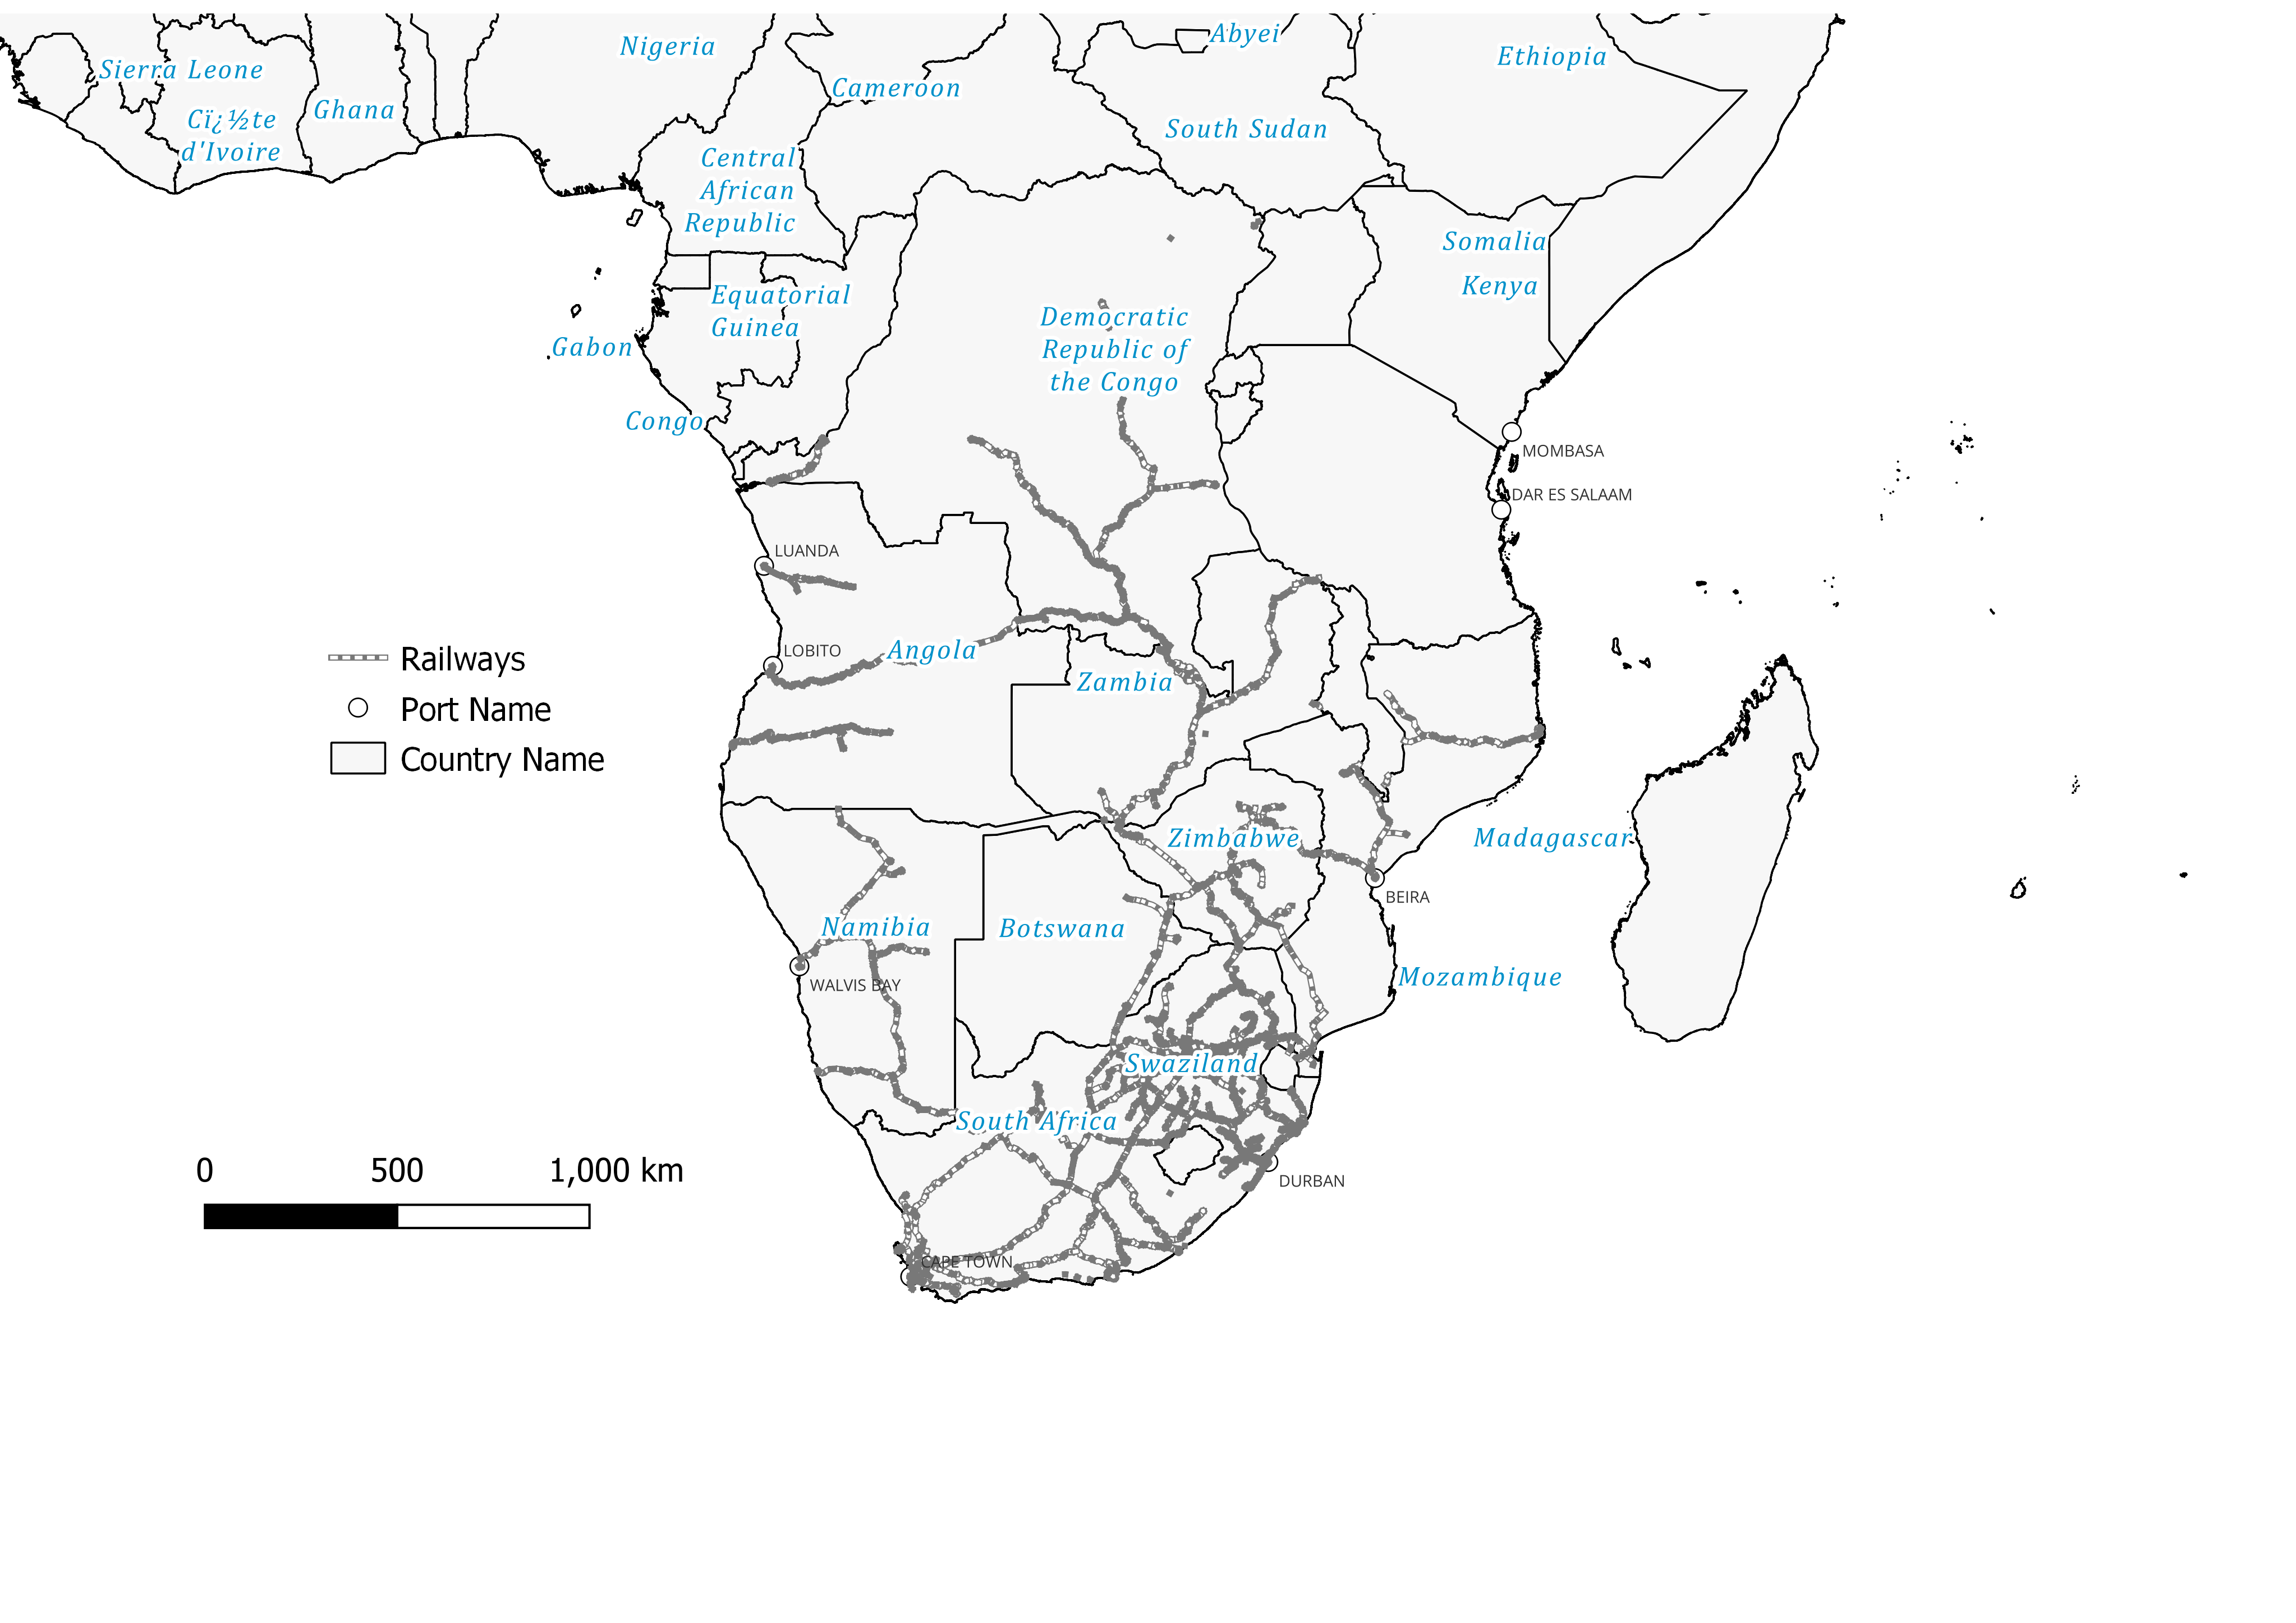 Nigeria
Abyei
Ethiopia
Sierra Leone
Cameroon
Ghana
Cï¿½te
d'Ivoire
South Sudan
Central
African
Republic
Somalia
Kenya
Equatorial
Guinea
Democratic
Republic of
the Congo
Gabon
Congo
MOMBASA
DAR ES SALAAM
LUANDA
LOBITO
Angola
Zambia
Railways
Port Name
Country Name
Zimbabwe
Madagascar
BEIRA
Namibia
Botswana
WALVIS BAY
Mozambique
Swaziland
South Africa
DURBAN
0 500 1,000 km
CAPE TOWN